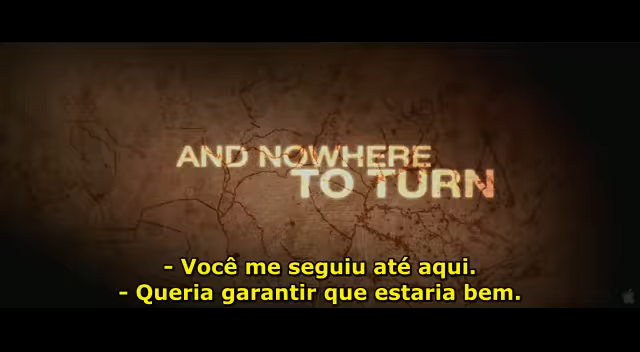 AND NOWHERE
TO TURN
- Você me seguiu até aqui.
- Queria garantir que estaria bem.